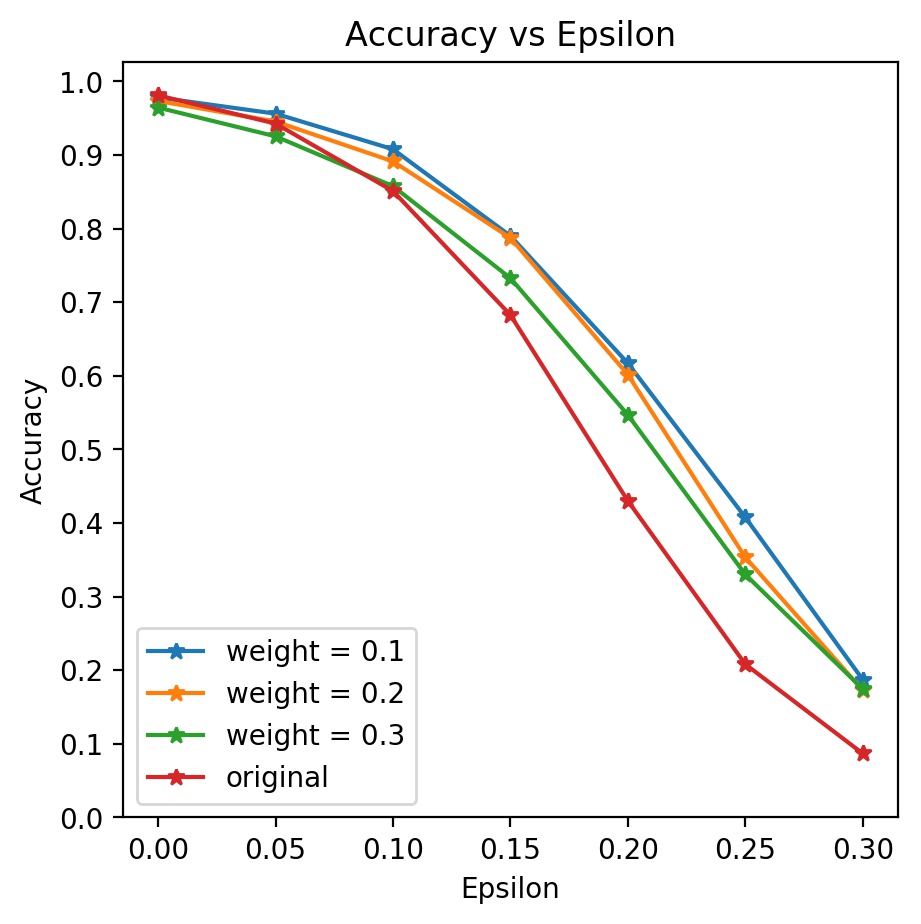 Accuracy vs Epsilon
1.0
0.9
0.8
0.7
0.6
0.5
0.4
0.3
0.2
0.1
0.0
Accuracy
weight = 0.1
weight = 0.2
weight = 0.3
original
0.00 0.05 0.10 0.15 0.20 0.25 0.30
Epsilon